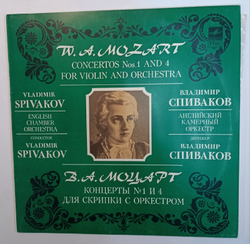 W. A. MOZART
CONCERTOS Nos. 1 AND 4
FOR VIOLIN AND ORCHESTRA
VLADIMIR
SPIVAKOV
ENGLISH
CHAMBER
ORCHESTRA
CONDUCTOR
VLADIMIR
SPIVAKOV
ВЛАДИМИР
СПИВАКОВ
АНГЛИЙСКИЙ
КАМЕРНЫЙ
ОРКЕСТР
ДИРИЖЕР
ВЛАДИМИР
СПИВАКОВ
В. А. МОЦАРТ
КОНЦЕРТЫ №1 И 4
ДЛЯ СКРИПКИ С ОРКЕСТРОМ